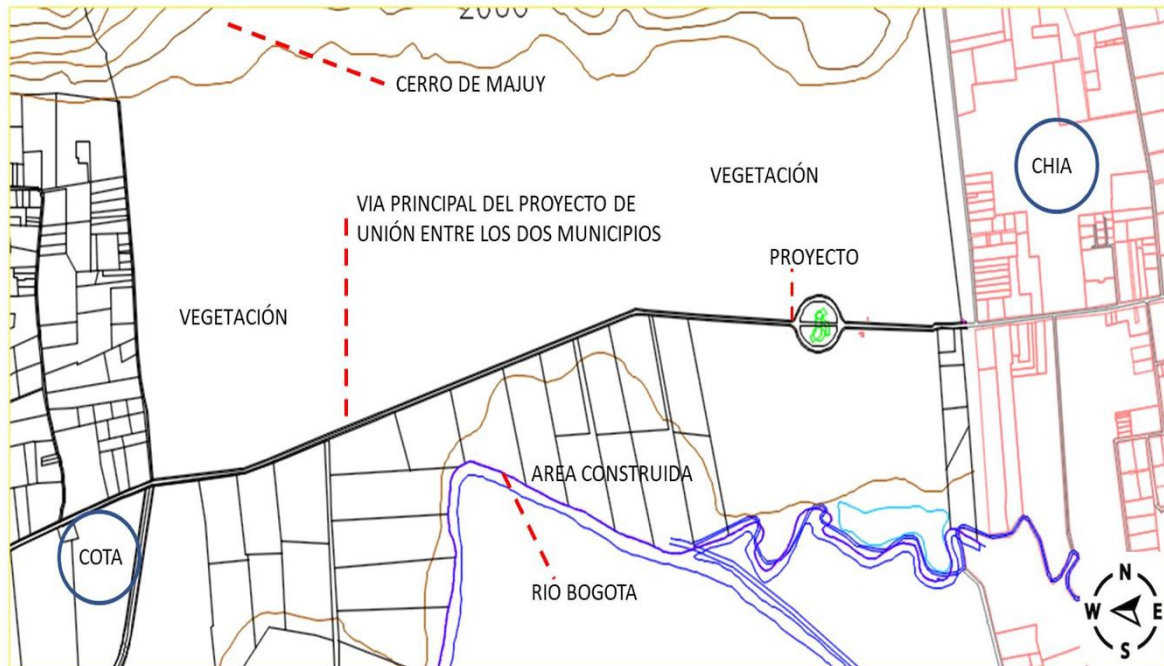 CERRO DE MAJUY
VEGETACIÓN
CHIA
VIA PRINCIPAL DEL PROYECTO DE
UNIÓN ENTRE LOS DOS MUNICIPIOS
PROYECTO
VEGETACIÓN
AREA CONSTRUIDA
COTA
RIO BOGOTA
N
W E
S